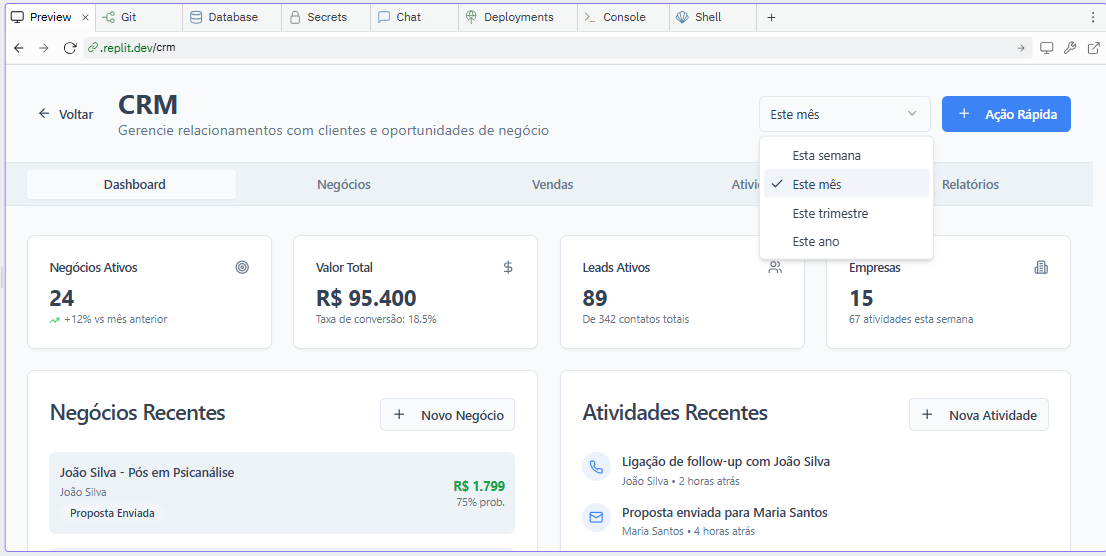 Preview
Git
Database
Secrets
Chat
Deployments
Console
Shell
.replit.dev/crm
Voltar
CRM
Gerencie relacionamentos com clientes e oportunidades de negócio
Este mês
Ação Rápida
Esta semana
Este mês
Este trimestre
Este ano
Dashboard
Negócios
Vendas
Ativi
Relatórios
Negócios Ativos
24
+12% vs mês anterior
Valor Total
R$ 95.400
Taxa de conversão: 18.5%
Leads Ativos
89
De 342 contatos totais
Empresas
15
67 atividades esta semana
Negócios Recentes
Novo Negócio
João Silva - Pós em Psicanálise
João Silva
Proposta Enviada
R$ 1.799
75% prob.
Atividades Recentes
Nova Atividade
Ligação de follow-up com João Silva
João Silva • 2 horas atrás
Proposta enviada para Maria Santos
Maria Santos • 4 horas atrás